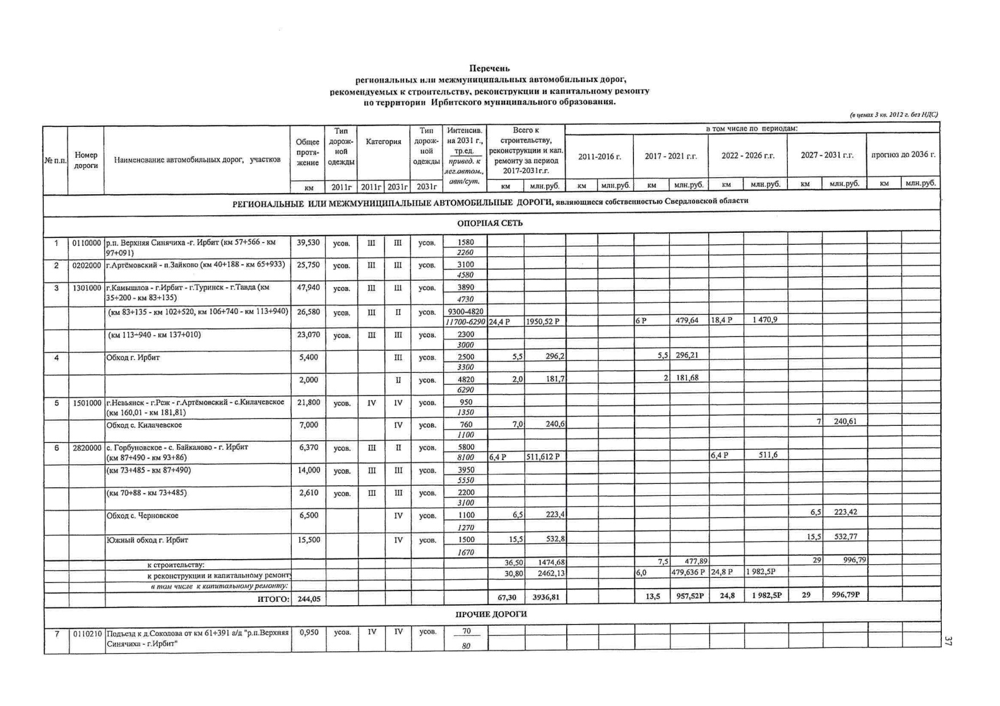 Перечень
региональных или межмуниципальных автомобильных дорог,
рекомендуемых к строительству, реконструкции и капитальному ремонту
по территории Ирбитского муниципального образования.
(в ценах 3 кв. 2012 г. без НДС)
№ п.п. Номер дороги Наименование автомобильных дорог, участков Общее протя-жение Тип дорож-ной одежды Категория Тип дорож-ной одежды Интенсив. на 2031 г., тр.ед. привед. к лег.автом., авт/сут. Всего к строительству, реконструкции и кап. ремонту за период 2017-2031г.г. в том числе по периодам:
2011-2016 г. 2017 - 2021 г.г. 2022 - 2026 г.г. 2027 - 2031 г.г. прогноз до 2036 г.
км 2011г 2011г 2031г 2031г км млн.руб. км млн.руб. км млн.руб. км млн.руб. км млн.руб. км млн.руб.
РЕГИОНАЛЬНЫЕ ИЛИ МЕЖМУНИЦИПАЛЬНЫЕ АВТОМОБИЛЬНЫЕ ДОРОГИ, являющиеся собственностью Свердловской области
ОПОРНАЯ СЕТЬ
1 0110000 р.п. Верхняя Синячиха -г. Ирбит (км 57+566 - км 39,530 усов. III III усов. 1580
97+091) 2260
2 0202000 г.Артёмовский - п.Зайково (км 40+188 - км 65+933) 25,750 усов. III III усов. 3100
4580
3 1301000 г.Камышлов - г.Ирбит - г.Туринск - г.Тавда (км 47,940 усов. III III усов. 3890
35+200 - км 83+135) 4730
(км 83+135 - км 102+520, км 106+740 - км 113+940) 26,580 усов. III II усов. 9300-4820
11700-6290 24,4 Р 1950,52 Р 6 Р 479,64 18,4 Р 1 470,9
(км 113+940 - км 137+010) 23,070 усов. III III усов. 2300
3000
4 Обход г. Ирбит 5,400 III усов. 2500 5,5 296,2 5,5 296,21
3300
2,000 II усов. 4820 2,0 181,7 2 181,68
6290
5 1501000 г.Невьянск - г.Реж - г.Артёмовский - с.Килачевское 21,800 усов. IV IV усов. 950
(км 160,01 - км 181,81) 1350
Обход с. Килачевское 7,000 IV усов. 760 7,0 240,6 7 240,61
1100
6 2820000 с. Горбуновское - с. Байкалово - г. Ирбит 6,370 усов. III II усов. 5800
(км 87+490 - км 93+86) 8100 6,4 Р 511,612 Р 6,4 Р 511,6
(км 73+485 - км 87+490) 14,000 усов. III III усов. 3950
5550
(км 70+88 - км 73+485) 2,610 усов. III III усов. 2200
3100
Обход с. Черновское 6,500 IV усов. 1100 6,5 223,4 6,5 223,42
1270
Южный обход г. Ирбит 15,500 IV усов. 1500 15,5 532,8 15,5 532,77
1670
к строительству: 36,50 1474,68 7,5 477,89 29 996,79
к реконструкции и капитальному ремонту 30,80 2462,13 6,0 479,636 Р 24,8 Р 1 982,5Р
в том числе к капитальному ремонту:
ИТОГО: 244,05 67,30 3936,81 13,5 957,52Р 24,8 1 982,5Р 29 996,79Р
ПРОЧИЕ ДОРОГИ
7 0110210 Подъезд к д.Соколова от км 61+391 а/д "р.п.Верхняя 0,950 усов. IV IV усов. 70
Синячиха - г.Ирбит" 80
37